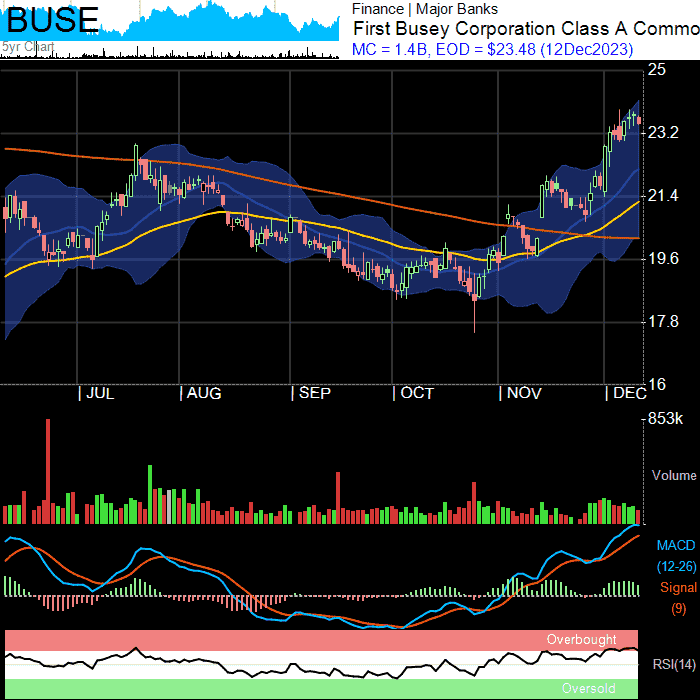 BUSE
5yr Chart
Finance | Major Banks
First Busey Corporation Class A Commo
MC = 1.4B, EOD = $23.48 (12Dec2023)
25
23.2
21.4
19.6
17.8
16
| JUL | AUG | SEP | OCT | NOV | DEC
853k
Volume
MACD
(12-26)
Signal
(9)
Overbought
RSI(14)
Oversold